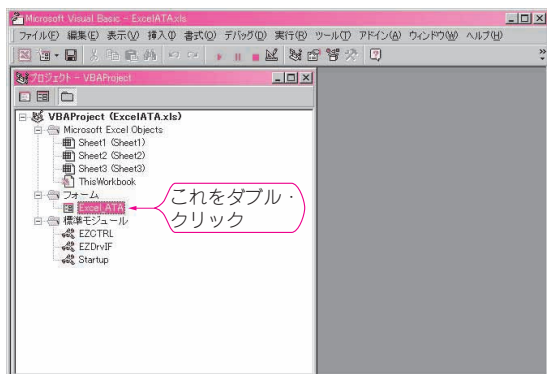 Microsoft Visual Basic - ExcelATA.xls
ファイル(F) 編集(E) 表示(V) 挿入(I) 書式(O) デバッグ(D) 実行(R) ツール(T) アドイン(A) ウィンドウ(W) ヘルプ(H)
プロジェクト - VBAProject
VBAProject (ExcelATA.xls)
Microsoft Excel Objects
Sheet1 (Sheet1)
Sheet2 (Sheet2)
Sheet3 (Sheet3)
ThisWorkbook
フォーム
Excel_ATA
これをダブル・
クリック
標準モジュール
EZCTRL
EZDrvIF
Startup